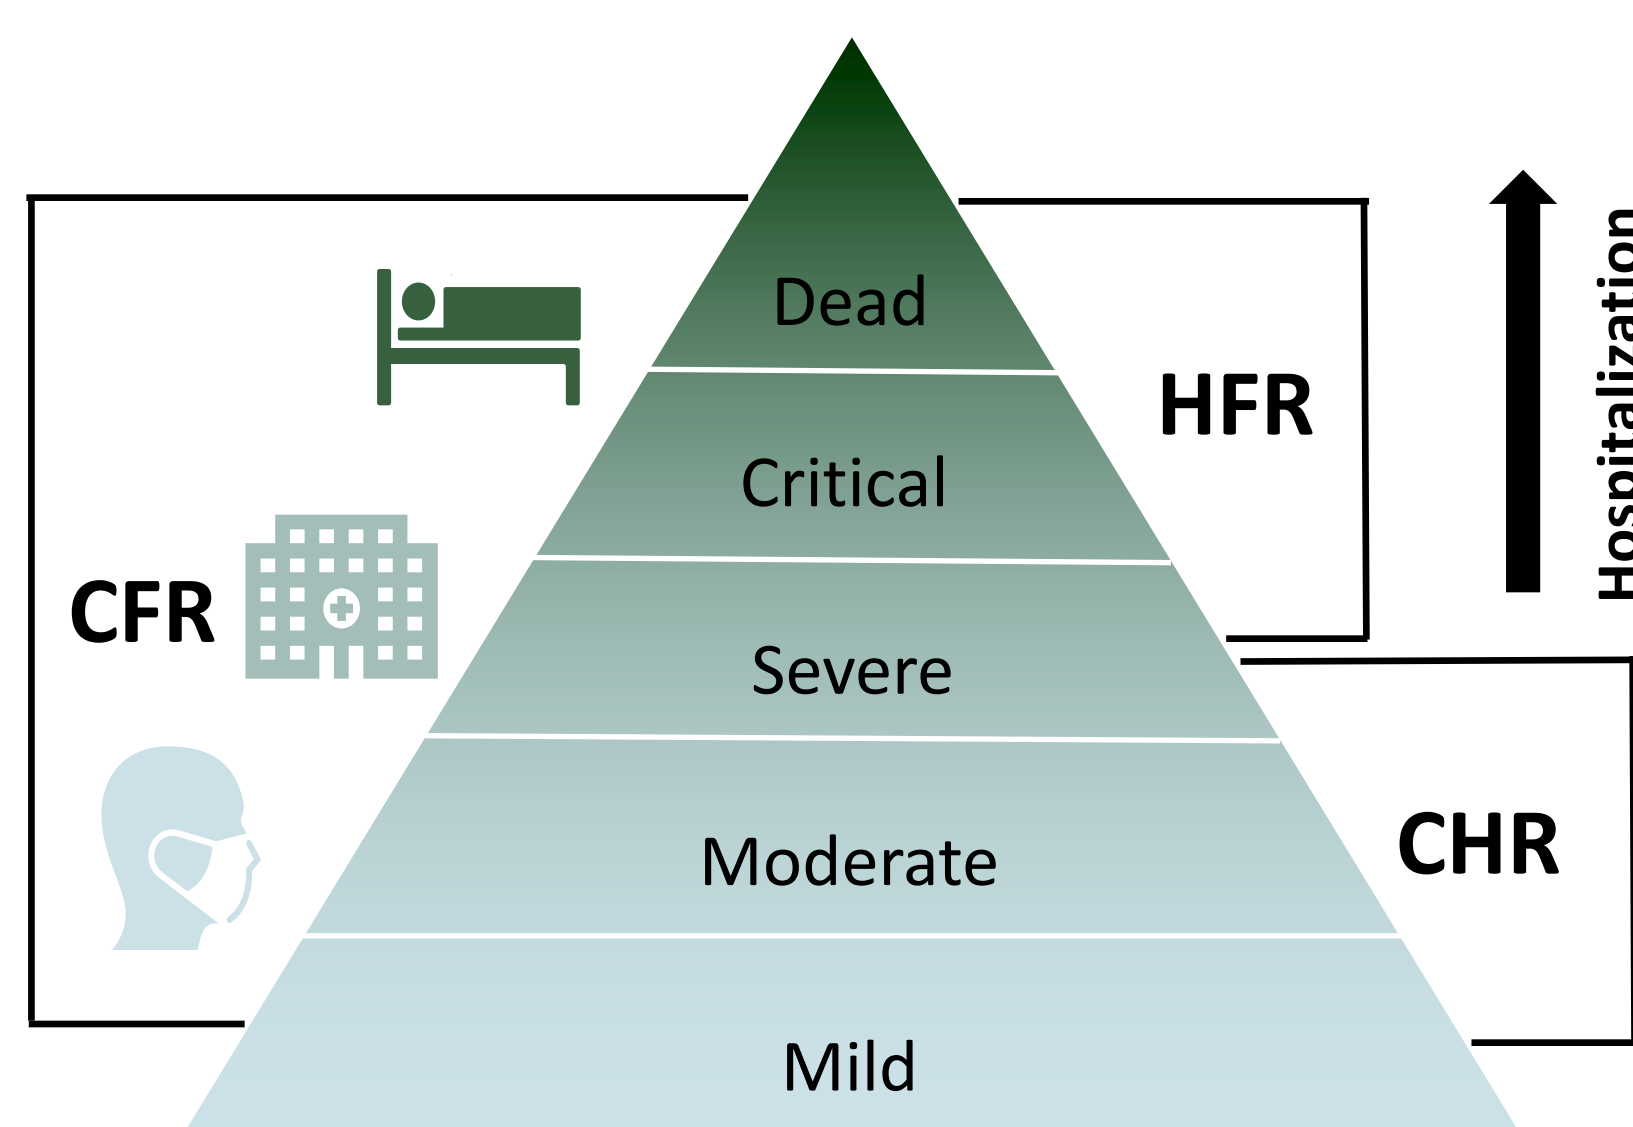 Dead
HFR
Hospitalization
Critical
CFR
Severe
Moderate
CHR
Mild